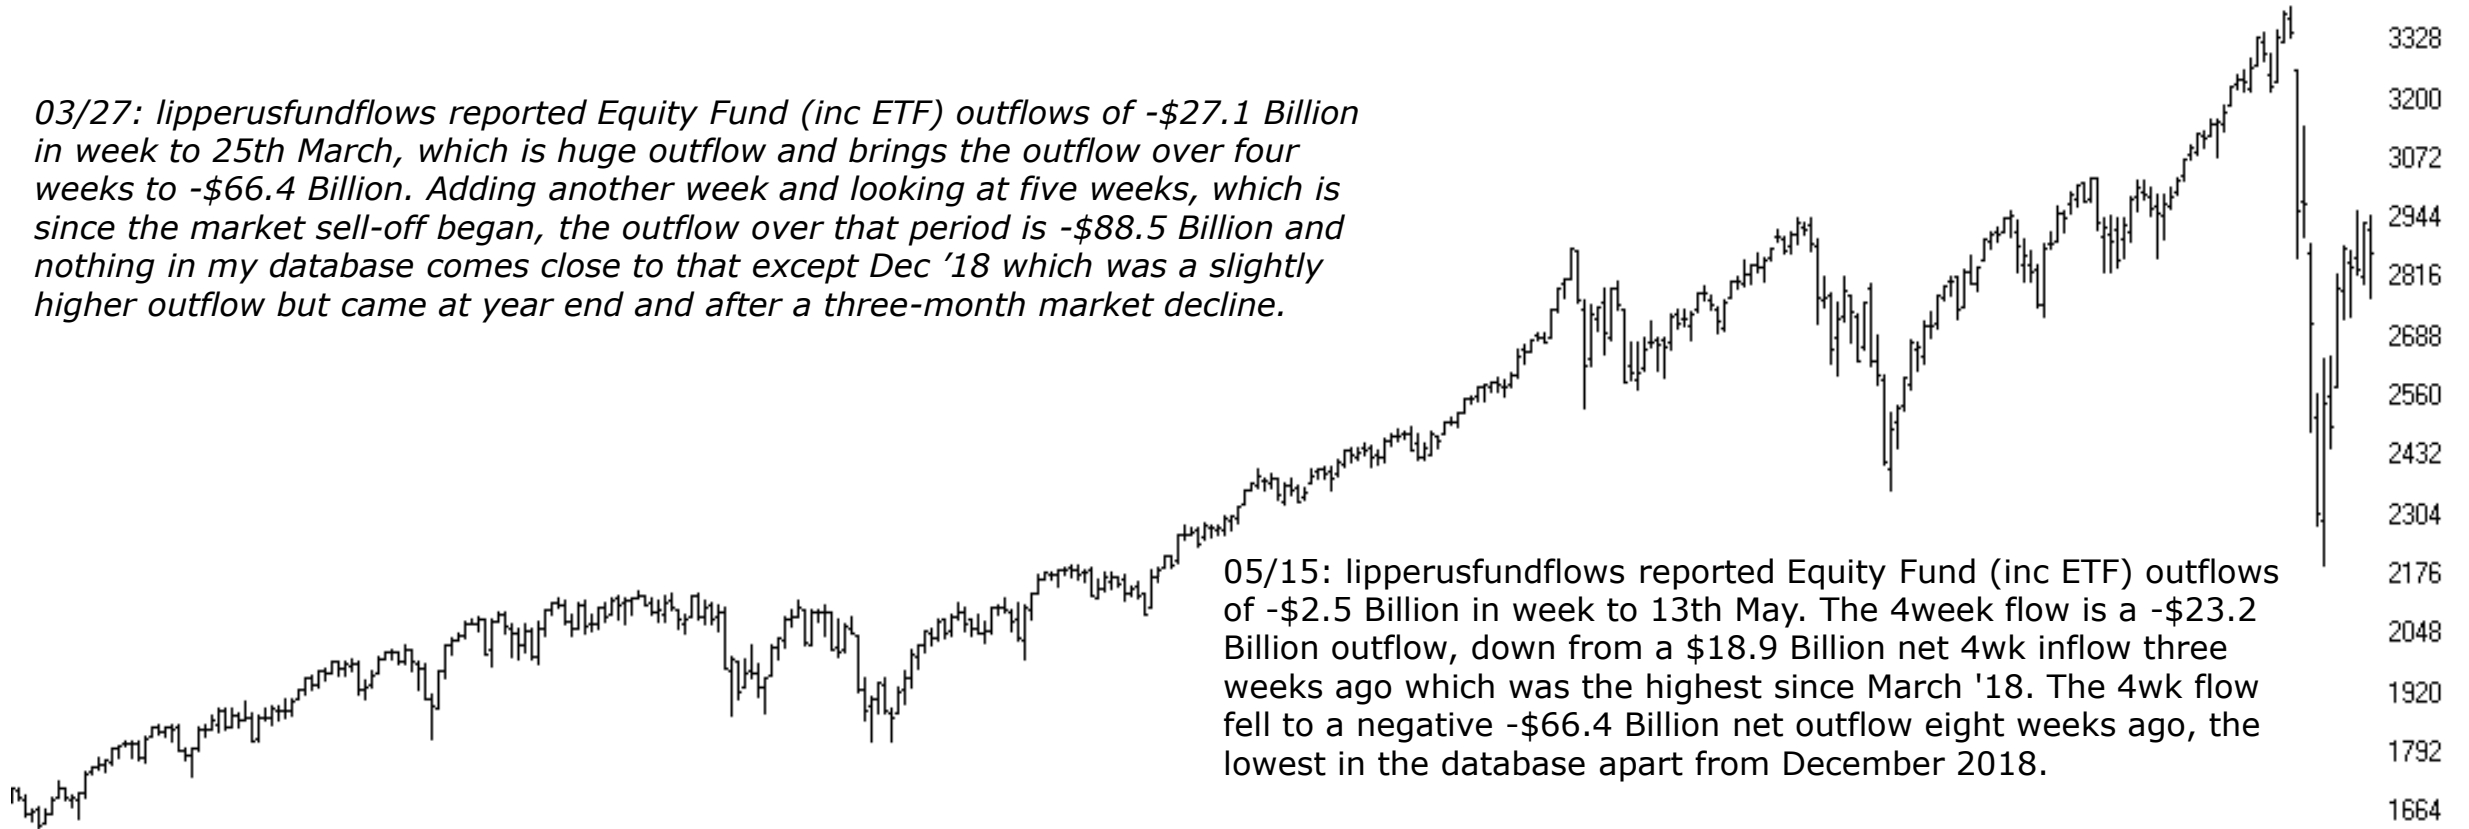 03/27: lipperusfundflows reported Equity Fund (inc ETF) outflows of -$27.1 Billion
in week to 25th March, which is huge outflow and brings the outflow over four
weeks to -$66.4 Billion. Adding another week and looking at five weeks, which is
since the market sell-off began, the outflow over that period is -$88.5 Billion and
nothing in my database comes close to that except Dec ’18 which was a slightly
higher outflow but came at year end and after a three-month market decline.
3328
3200
3072
2944
2816
2688
2560
2432
2304
2176
2048
1920
1792
1664
05/15: lipperusfundflows reported Equity Fund (inc ETF) outflows
of -$2.5 Billion in week to 13th May. The 4week flow is a -$23.2
Billion outflow, down from a $18.9 Billion net 4wk inflow three
weeks ago which was the highest since March '18. The 4wk flow
fell to a negative -$66.4 Billion net outflow eight weeks ago, the
lowest in the database apart from December 2018.